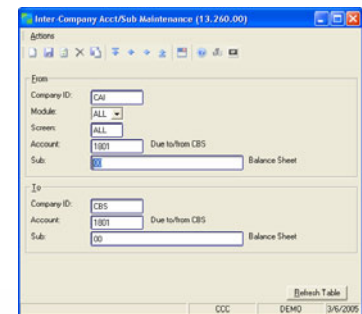 Inter-Company Acct/Sub Maintenance (13.260.00)
Actions
From
Company ID: CAI
Module: ALL
Screen: ALL
Account: 1801 Due to/from CBS
Sub: 00 Balance Sheet
To
Company ID: CBS
Account: 1801 Due to/from CBS
Sub: 00 Balance Sheet
Refresh Table
CCC DEMO 3/6/2005